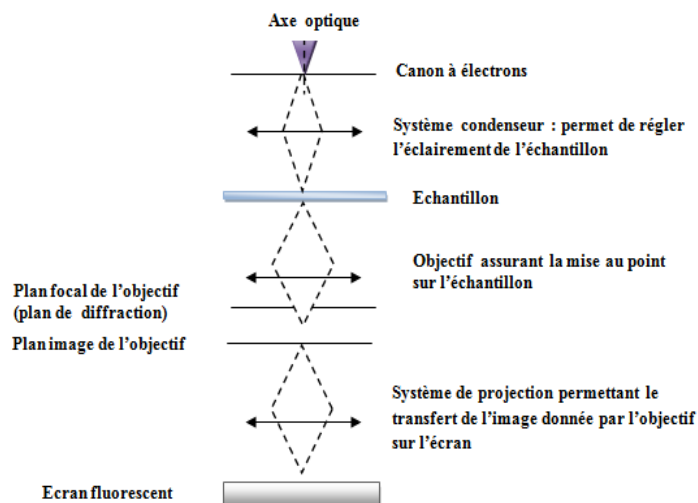 Axe optique
Canon à électrons
Système condenseur : permet de régler
l'éclairement de l'échantillon
Echantillon
Objectif assurant la mise au point
sur l'échantillon
Plan focal de l'objectif
(plan de diffraction)
Plan image de l'objectif
Système de projection permettant le
transfert de l'image donnée par l'objectif
sur l'écran
Ecran fluorescent